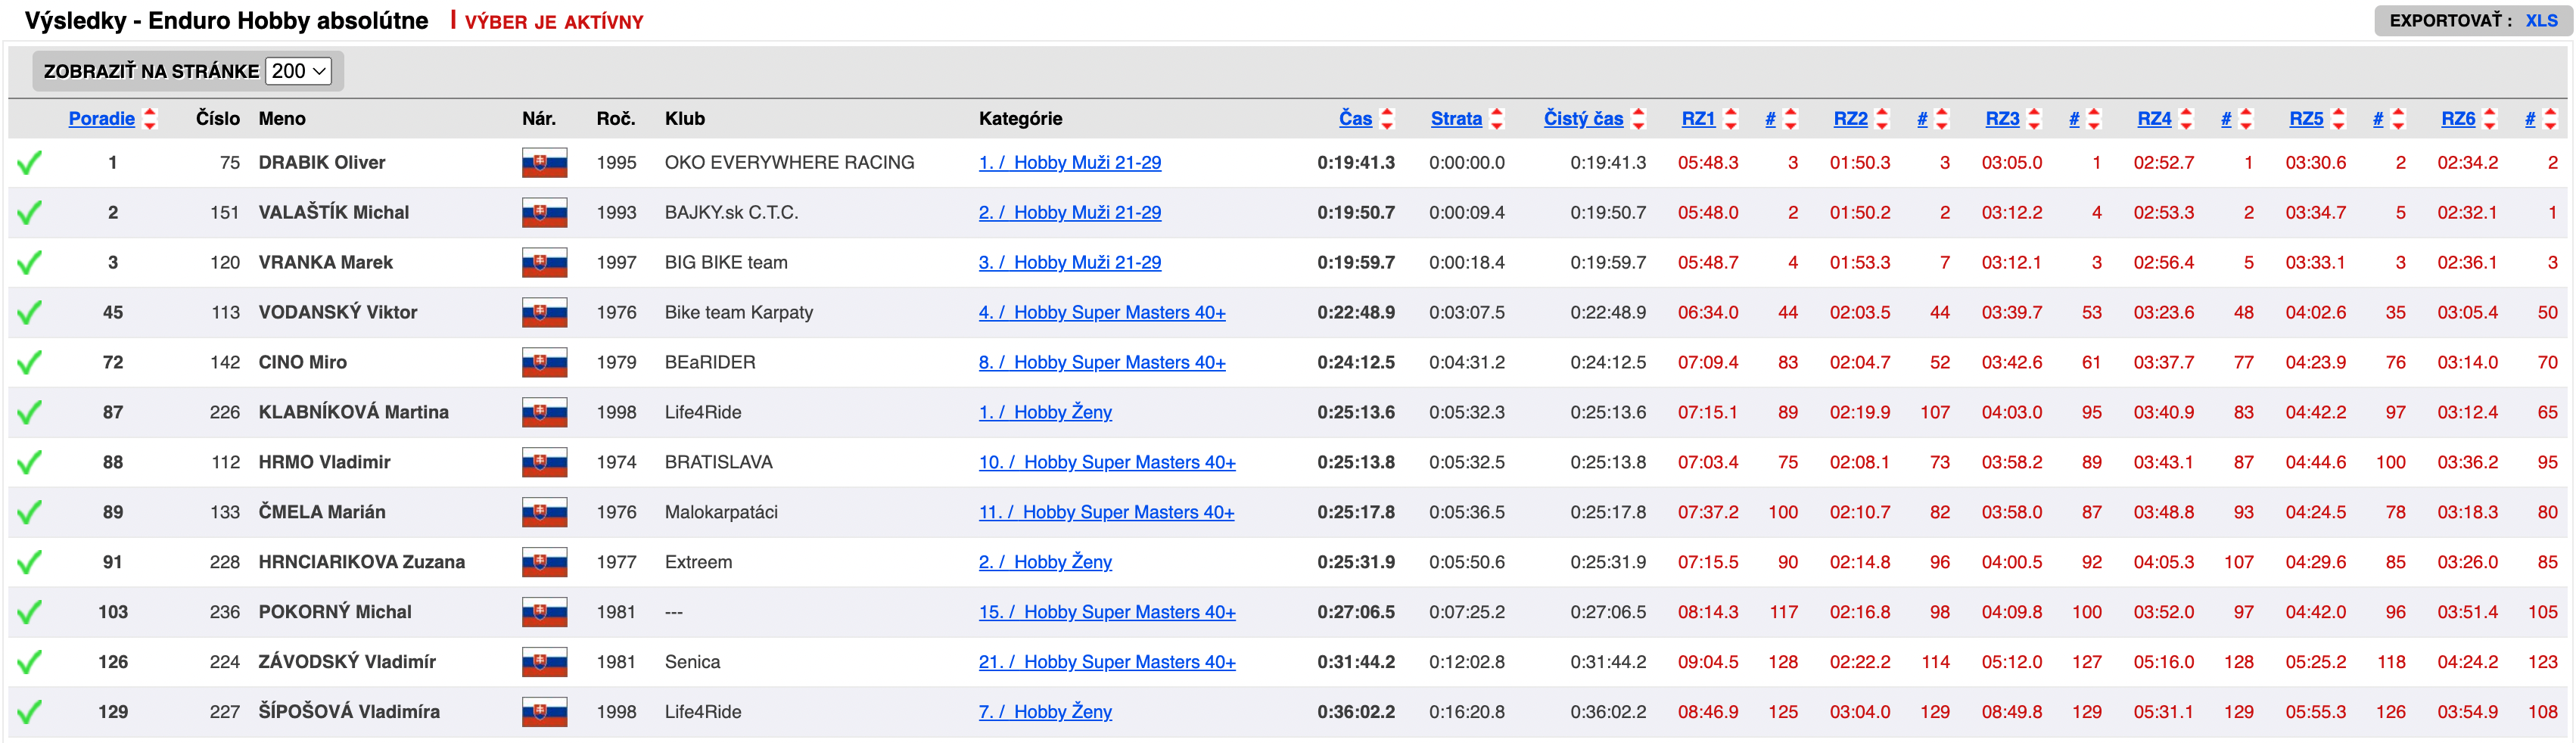 Výsledky - Enduro Hobby absolútne | VÝBER JE AKTÍVNY EXPORTOVAŤ : XLS
ZOBRAZIŤ NA STRÁNKE 200
Poradie Číslo Meno Nár. Roč. Klub Kategórie Čas Strata Čistý čas RZ1 # RZ2 # RZ3 # RZ4 # RZ5 # RZ6 #
1 75 DRABIK Oliver 1995 OKO EVERYWHERE RACING 1. / Hobby Muži 21-29 0:19:41.3 0:00:00.0 0:19:41.3 05:48.3 3 01:50.3 3 03:05.0 1 02:52.7 1 03:30.6 2 02:34.2 2
2 151 VALAŠTÍK Michal 1993 BAJKY.sk C.T.C. 2. / Hobby Muži 21-29 0:19:50.7 0:00:09.4 0:19:50.7 05:48.0 2 01:50.2 2 03:12.2 4 02:53.3 2 03:34.7 5 02:32.1 1
3 120 VRANKA Marek 1997 BIG BIKE team 3. / Hobby Muži 21-29 0:19:59.7 0:00:18.4 0:19:59.7 05:48.7 4 01:53.3 7 03:12.1 3 02:56.4 5 03:33.1 3 02:36.1 3
45 113 VODANSKÝ Viktor 1976 Bike team Karpaty 4. / Hobby Super Masters 40+ 0:22:48.9 0:03:07.5 0:22:48.9 06:34.0 44 02:03.5 44 03:39.7 53 03:23.6 48 04:02.6 35 03:05.4 50
72 142 CINO Miro 1979 BEaRIDER 8. / Hobby Super Masters 40+ 0:24:12.5 0:04:31.2 0:24:12.5 07:09.4 83 02:04.7 52 03:42.6 61 03:37.7 77 04:23.9 76 03:14.0 70
87 226 KLABNÍKOVÁ Martina 1998 Life4Ride 1. / Hobby Ženy 0:25:13.6 0:05:32.3 0:25:13.6 07:15.1 89 02:19.9 107 04:03.0 95 03:40.9 83 04:42.2 97 03:12.4 65
88 112 HRMO Vladimir 1974 BRATISLAVA 10. / Hobby Super Masters 40+ 0:25:13.8 0:05:32.5 0:25:13.8 07:03.4 75 02:08.1 73 03:58.2 89 03:43.1 87 04:44.6 100 03:36.2 95
89 133 ČMELA Marián 1976 Malokarpatáci 11. / Hobby Super Masters 40+ 0:25:17.8 0:05:36.5 0:25:17.8 07:37.2 100 02:10.7 82 03:58.0 87 03:48.8 93 04:24.5 78 03:18.3 80
91 228 HRNCIARIKOVA Zuzana 1977 Extreem 2. / Hobby Ženy 0:25:31.9 0:05:50.6 0:25:31.9 07:15.5 90 02:14.8 96 04:00.5 92 04:05.3 107 04:29.6 85 03:26.0 85
103 236 POKORNÝ Michal 1981 --- 15. / Hobby Super Masters 40+ 0:27:06.5 0:07:25.2 0:27:06.5 08:14.3 117 02:16.8 98 04:09.8 100 03:52.0 97 04:42.0 96 03:51.4 105
126 224 ZÁVODSKÝ Vladimír 1981 Senica 21. / Hobby Super Masters 40+ 0:31:44.2 0:12:02.8 0:31:44.2 09:04.5 128 02:22.2 114 05:12.0 127 05:16.0 128 05:25.2 118 04:24.2 123
129 227 ŠÍPOŠOVÁ Vladimíra 1998 Life4Ride 7. / Hobby Ženy 0:36:02.2 0:16:20.8 0:36:02.2 08:46.9 125 03:04.0 129 08:49.8 129 05:31.1 129 05:55.3 126 03:54.9 108